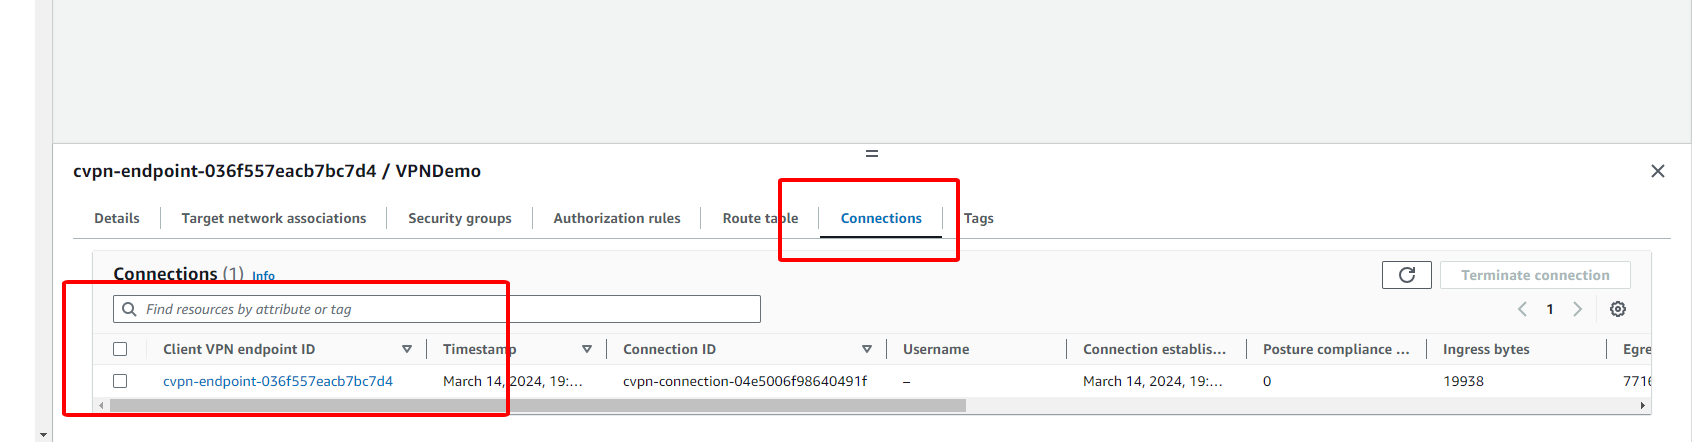 cvpn-endpoint-036f557eacb7bc7d4 / VPNDemo
Details Target network associations Security groups Authorization rules Route table Connections Tags
Connections (1) Info
Terminate connection
Find resources by attribute or tag
1
Client VPN endpoint ID Timestamp Connection ID Username Connection establis... Posture compliance ... Ingress bytes Egre
cvpn-endpoint-036f557eacb7bc7d4 March 14, 2024, 19:... cvpn-connection-04e5006f98640491f – March 14, 2024, 19:... 0 19938 7716